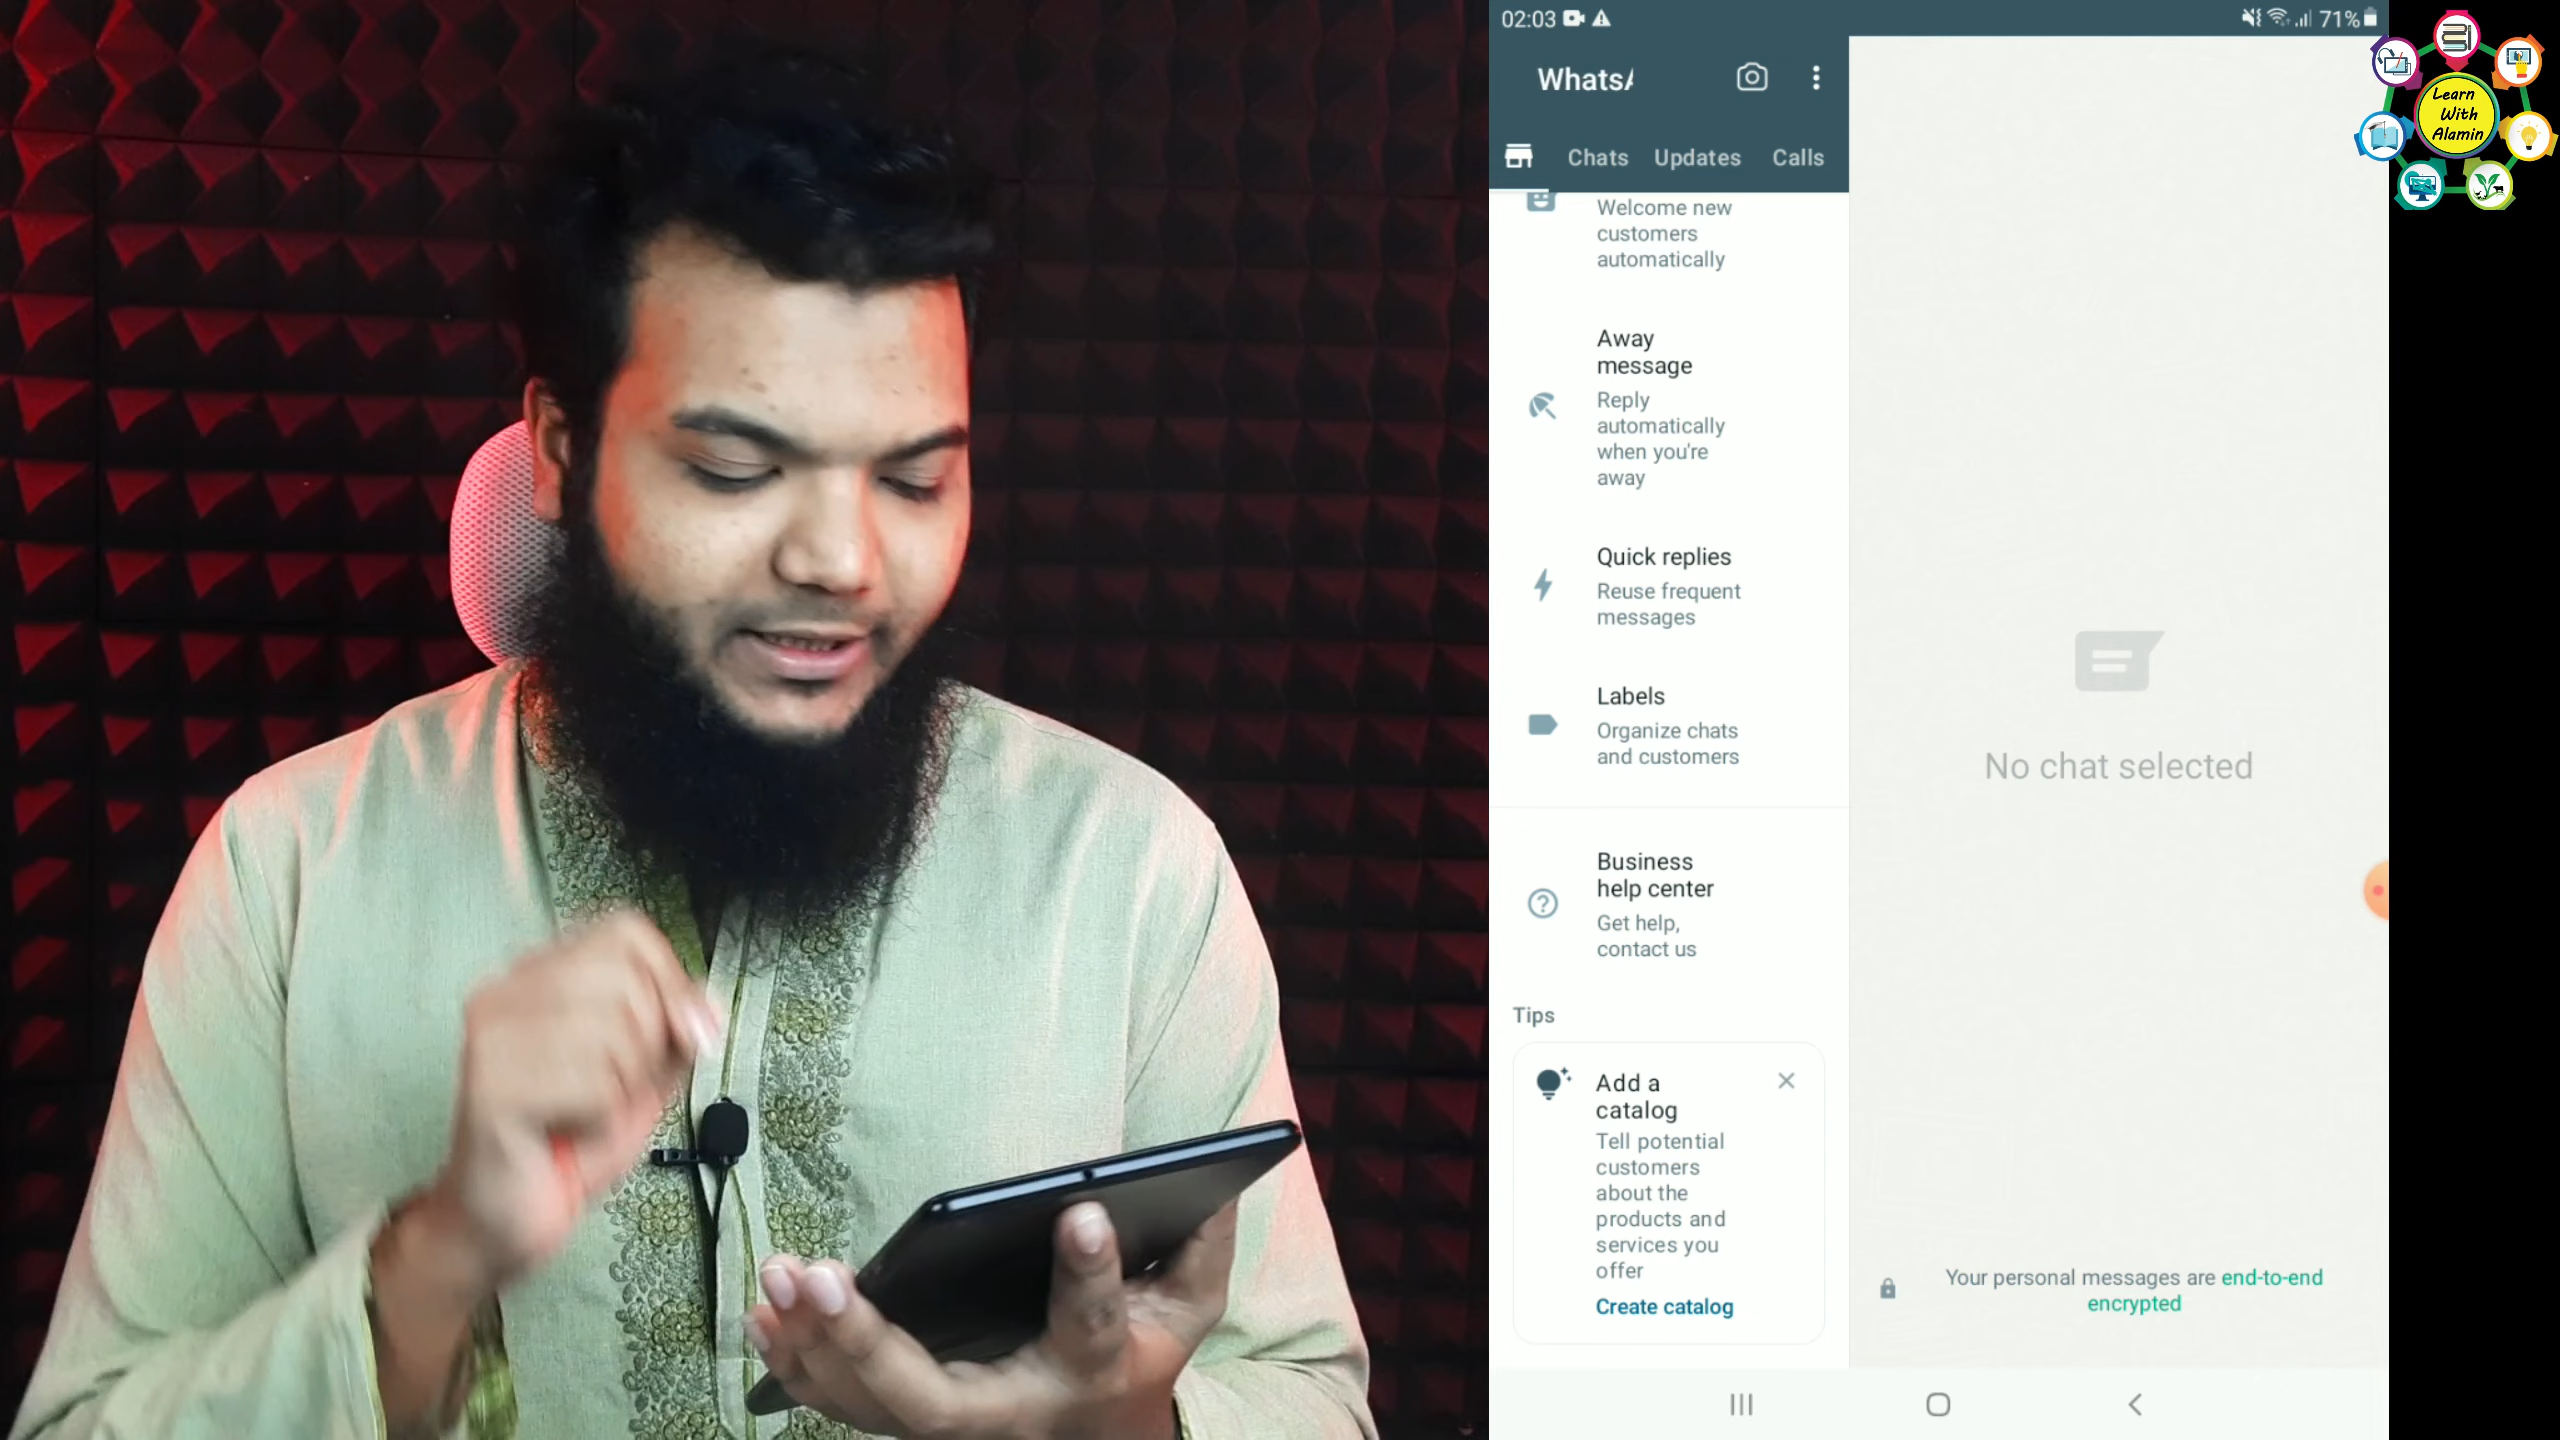 02:03
71%
WhatsA
Chats
Updates
Calls
Welcome new
customers
automatically
Away
message
Reply
automatically
when you're
away
Quick replies
Reuse frequent
messages
Labels
Organize chats
and customers
Business
help center
Get help,
contact us
Tips
Add a
catalog
Tell potential
customers
about the
products and
services you
offer
Create catalog
No chat selected
Your personal messages are end-to-end
encrypted
Learn
With
Alamin